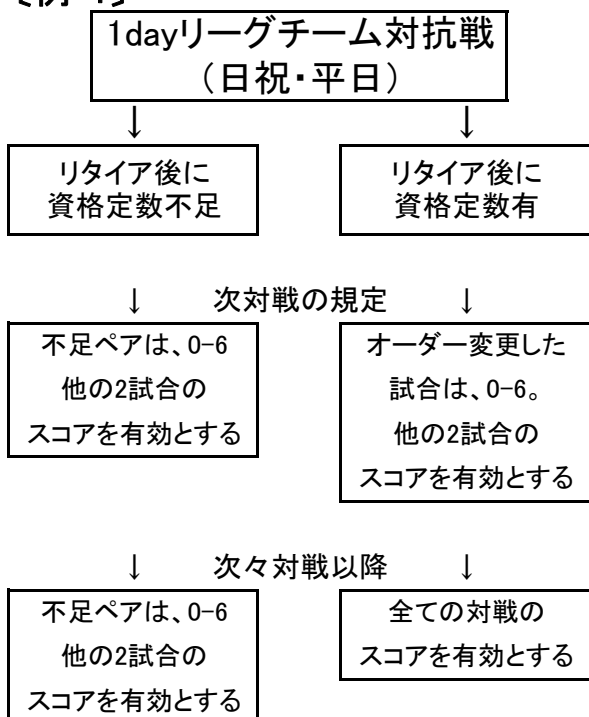 1dayリーグチーム対抗戦
（日祝・平日）
↓ ↓
リタイア後に
資格定数不足
リタイア後に
資格定数有
↓ 次対戦の規定 ↓
不足ペアは、0-6
他の2試合の
スコアを有効とする
オーダー変更した
試合は、0-6。
他の2試合の
スコアを有効とする
↓ 次々対戦以降 ↓
不足ペアは、0-6
他の2試合の
スコアを有効とする
全ての対戦の
スコアを有効とする